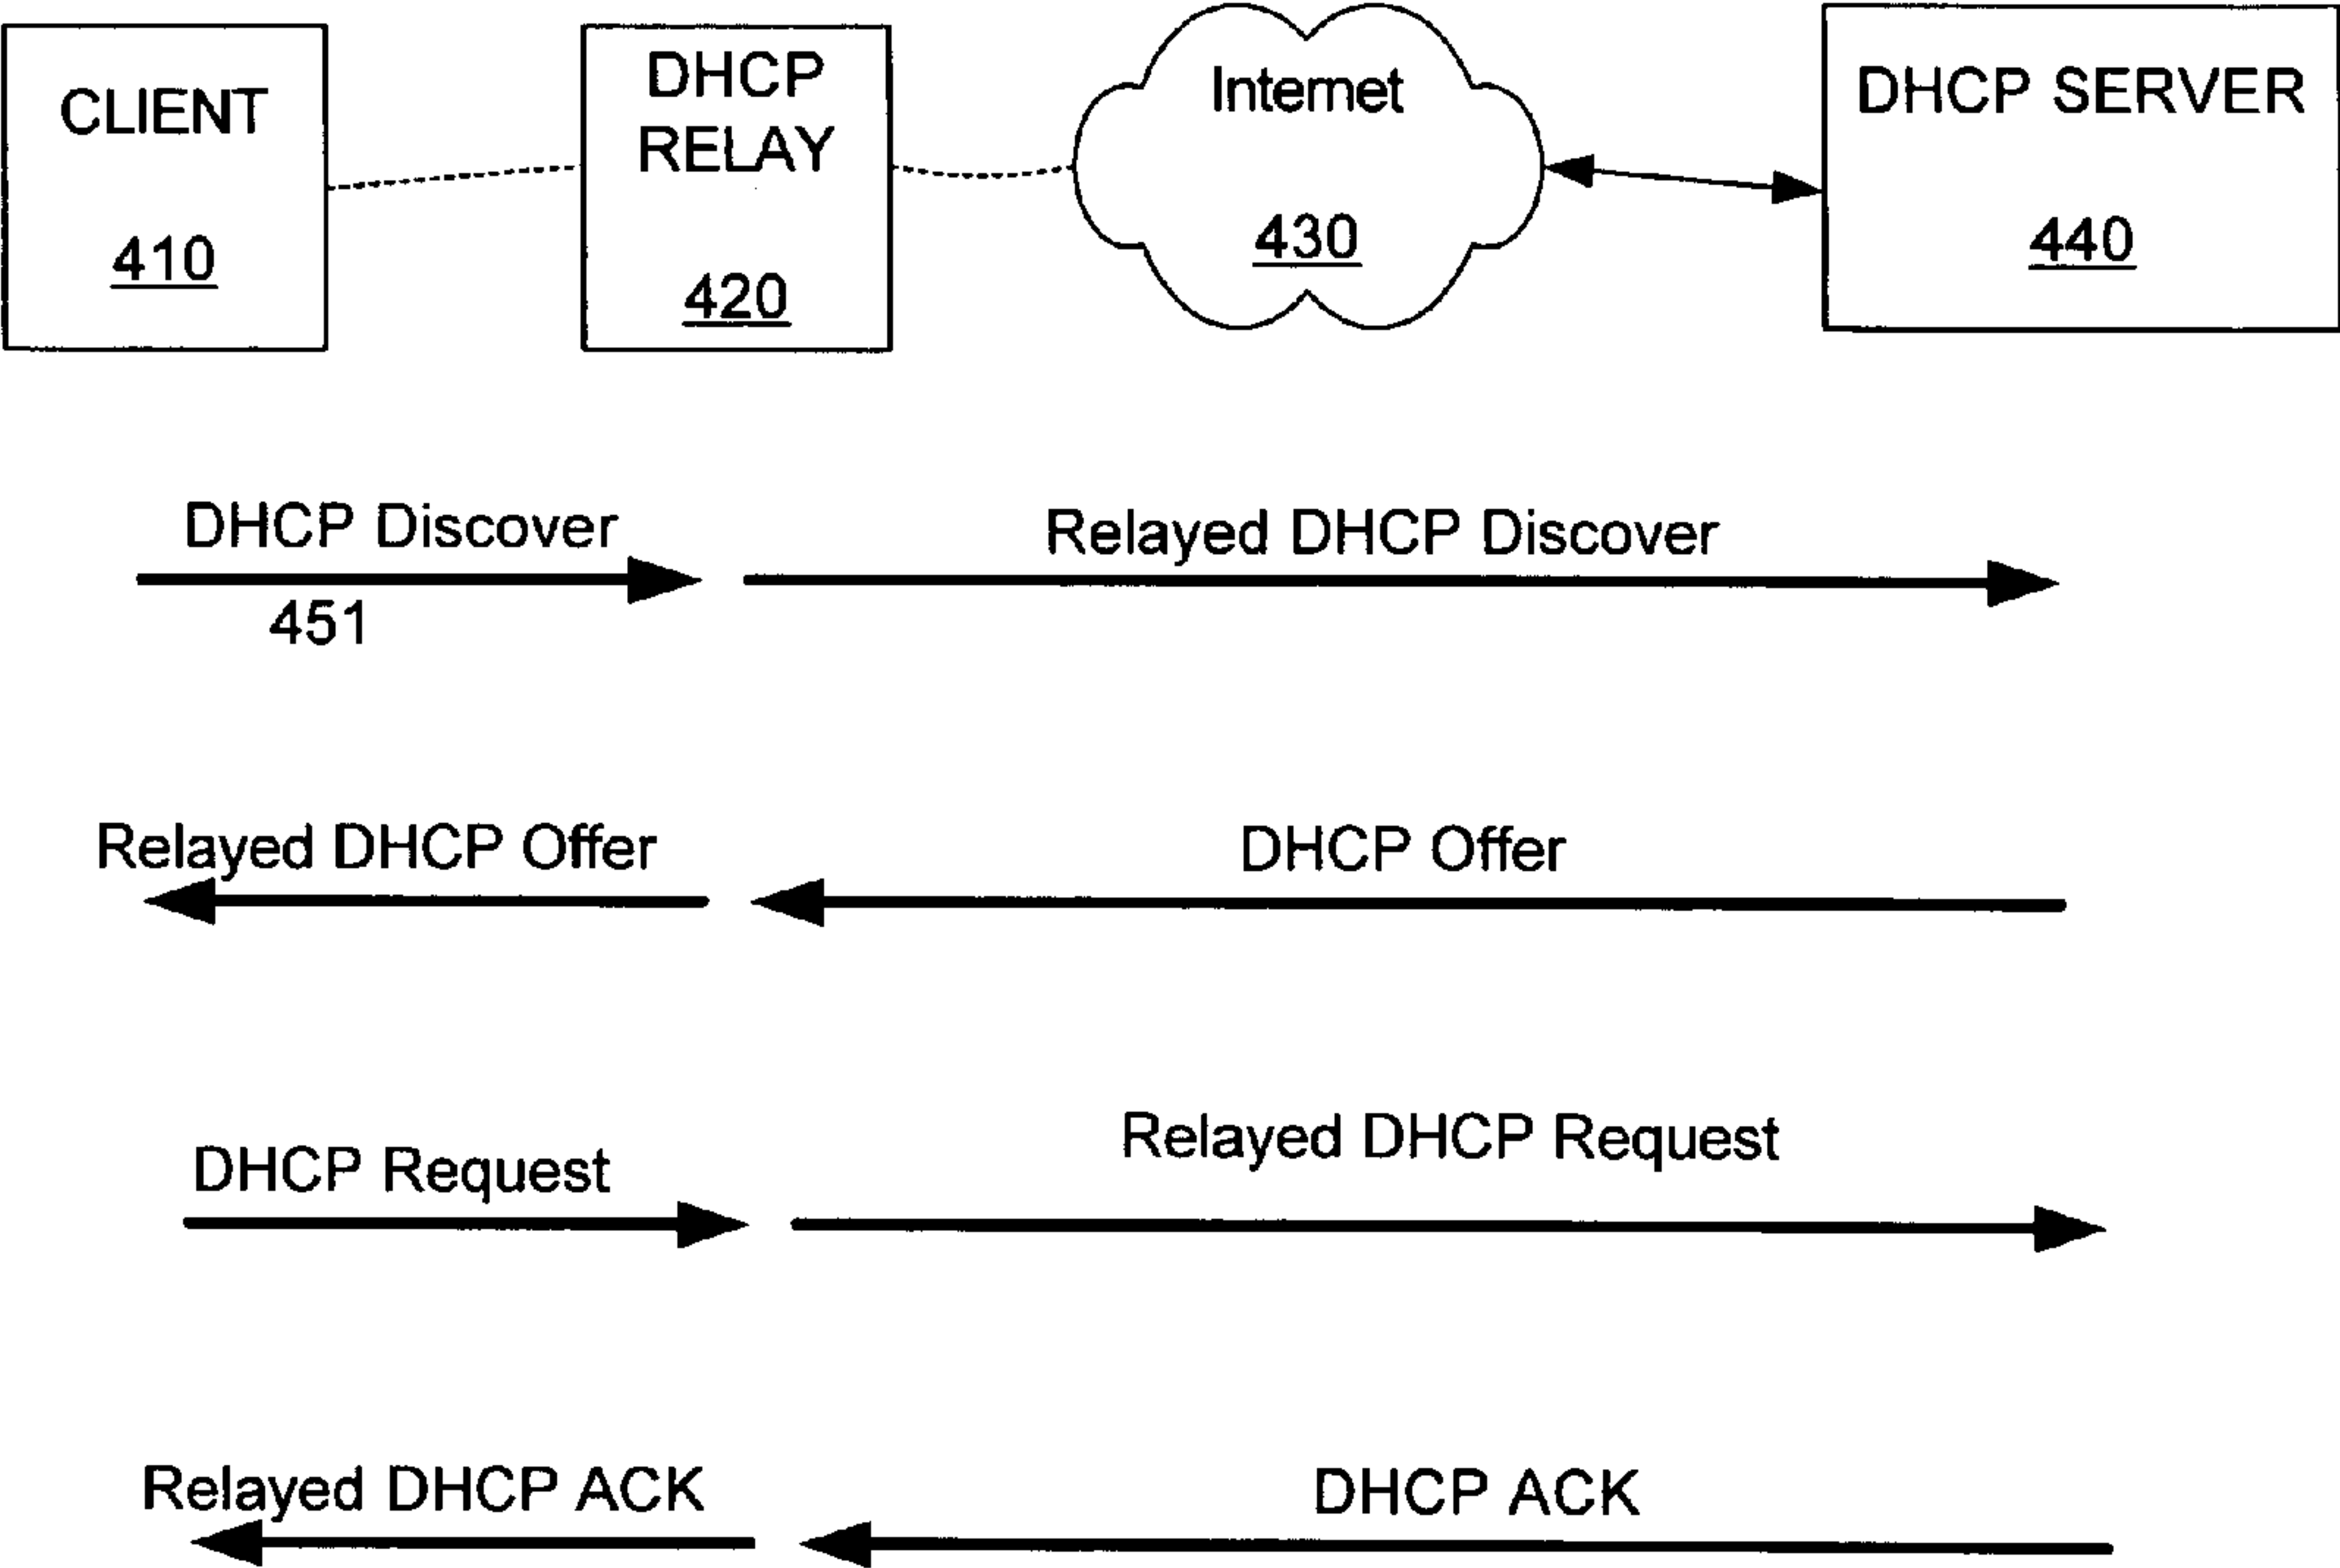 CLIENT
410
DHCP
RELAY
420
Internet
430
DHCP SERVER
440
DHCP Discover
451
Relayed DHCP Discover
Relayed DHCP Offer
DHCP Offer
DHCP Request
Relayed DHCP Request
Relayed DHCP ACK
DHCP ACK